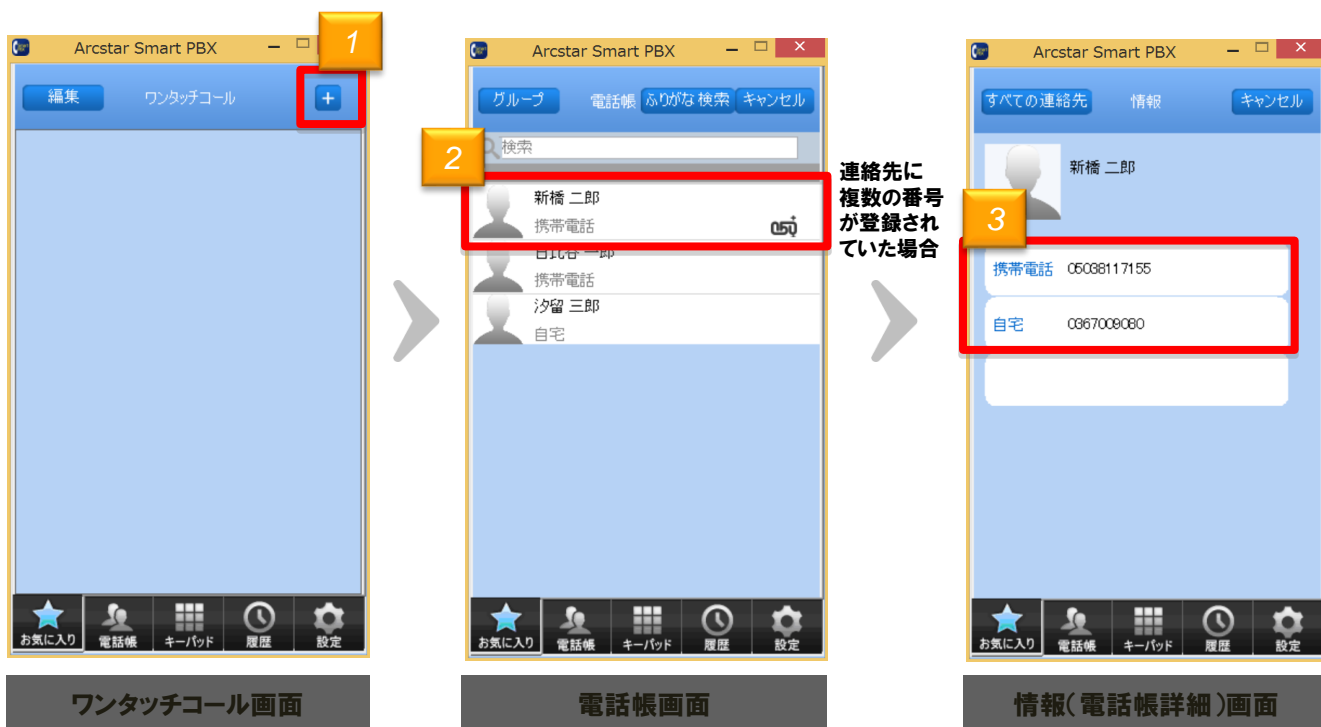 1
Arcstar Smart PBX
編集
ワンタッチコール
+
お気に入り
電話帳
キーパッド
履歴
設定
ワンタッチコール画面
Arcstar Smart PBX
グループ
電話帳
ふりがな検索
キャンセル
2
検索
新橋 二郎
携帯電話
050
日比谷 一郎
携帯電話
汐留 三郎
自宅
お気に入り
電話帳
キーパッド
履歴
設定
電話帳画面
連絡先に
複数の番号
が登録され
ていた場合
Arcstar Smart PBX
すべての連絡先
情報
キャンセル
新橋 二郎
3
携帯電話 05038117155
自宅 0367009080
お気に入り
電話帳
キーパッド
履歴
設定
情報(電話帳詳細)画面